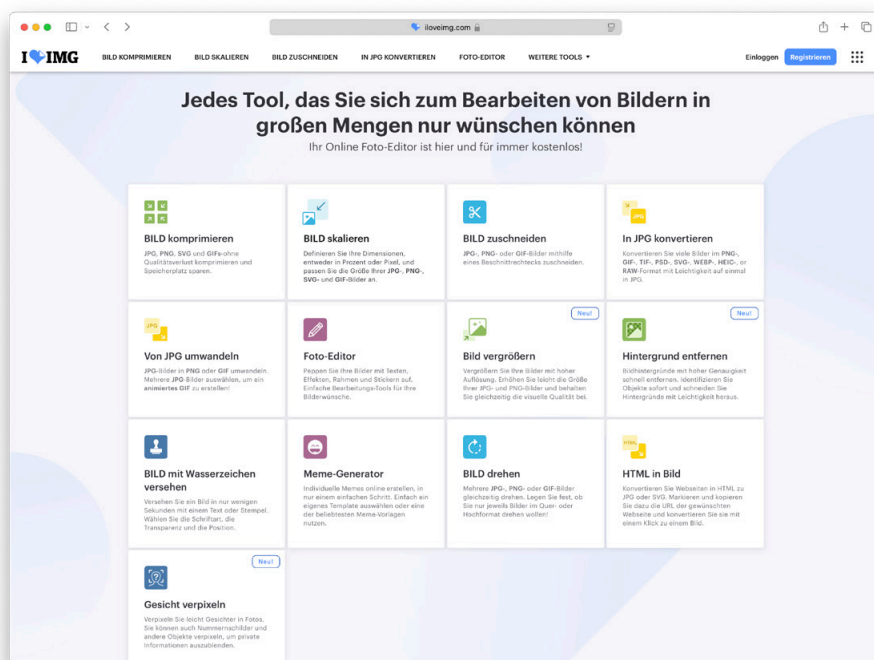 iloveimg.com
I IMG
BILD KOMPRIMIEREN BILD SKALIEREN BILD ZUSCHNEIDEN IN JPG KONVERTIEREN FOTO-EDITOR WEITERE TOOLS
Einloggen Registrieren
Jedes Tool, das Sie sich zum Bearbeiten von Bildern in
großen Mengen nur wünschen können
Ihr Online Foto-Editor ist hier und für immer kostenlos!
BILD komprimieren
JPG, PNG, SVG und GIFs-ohne
Qualitätsverlust komprimieren und
Speicherplatz sparen.
BILD skalieren
Definieren Sie Ihre Dimensionen,
entweder in Prozent oder Pixel, und
passen Sie die Größe Ihrer JPG-, PNG-,
SVG- und GIF-Bilder an.
BILD zuschneiden
JPG-, PNG- oder GIF-Bilder mithilfe
eines Beschnittrechtecks zuschneiden.
JPG
In JPG konvertieren
Konvertieren Sie viele Bilder im PNG-,
GIF-, TIF-, PSD-, SVG-, WEBP-, HEIC-, or
RAW-Format mit Leichtigkeit auf einmal
in JPG.
JPG
Von JPG umwandeln
JPG-Bilder in PNG oder GIF umwandeln.
Mehrere JPG-Bilder auswählen, um ein
animiertes GIF zu erstellen!
Foto-Editor
Peppen Sie Ihre Bilder mit Texten,
Effekten, Rahmen und Stickern auf.
Einfache Bearbeitungs-Tools für Ihre
Bilderwünsche.
Neu!
Bild vergrößern
Vergrößern Sie Ihre Bilder mit hoher
Auflösung. Erhöhen Sie leicht die Größe
Ihrer JPG- und PNG-Bilder und behalten
Sie gleichzeitig die visuelle Qualität bei.
Neu!
Hintergrund entfernen
Bildhintergründe mit hoher Genauigkeit
schnell entfernen. Identifizieren Sie
Objekte sofort und schneiden Sie
Hintergründe mit Leichtigkeit heraus.
BILD mit Wasserzeichen
versehen
Versehen Sie ein Bild in nur wenigen
Sekunden mit einem Text oder Stempel.
Wählen Sie die Schriftart, die
Transparenz und die Position.
Meme-Generator
Individuelle Memes online erstellen, in
nur einem einfachen Schritt. Einfach ein
eigenes Template auswählen oder eine
der beliebtesten Meme-Vorlagen
nutzen.
BILD drehen
Mehrere JPG-, PNG- oder GIF-Bilder
gleichzeitig drehen. Legen Sie fest, ob
Sie nur jeweils Bilder im Quer- oder
Hochformat drehen wollen!
HTML
HTML in Bild
Konvertieren Sie Webseiten in HTML zu
JPG oder SVG. Markieren und kopieren
Sie dazu die URL der gewünschten
Webseite und konvertieren Sie sie mit
einem Klick zu einem Bild.
Neu!
Gesicht verpixeln
Verpixeln Sie leicht Gesichter in Fotos.
Sie können auch Nummernschilder und
andere Objekte verpixeln, um private
Informationen auszublenden.